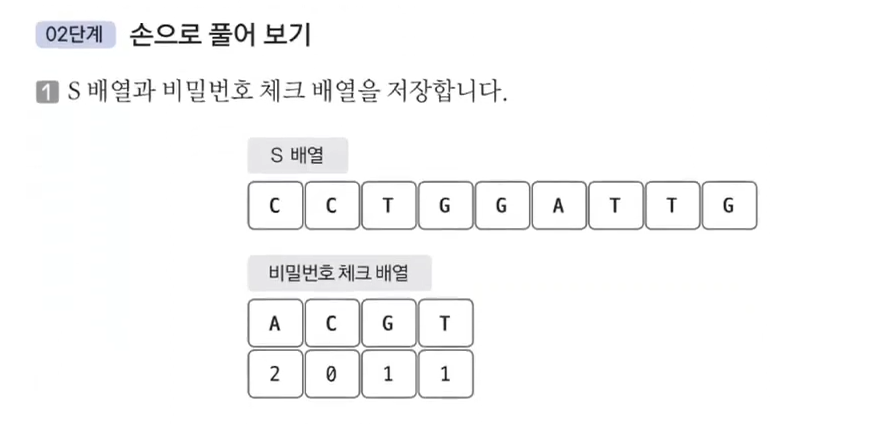 02단계 손으로 풀어 보기
1 S 배열과 비밀번호 체크 배열을 저장합니다.
S 배열
C C T G G A T T G
비밀번호 체크 배열
A C G T
2 0 1 1